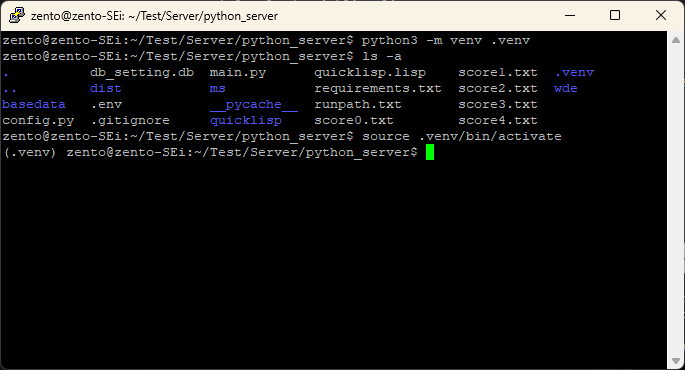 zento@zento-SEi: ~/Test/Server/python_server
zento@zento-SEi:~/Test/Server/python_server$ python3 -m venv .venv
zento@zento-SEi:~/Test/Server/python_server$ ls -a
. db_setting.db main.py quicklisp.lisp score1.txt .venv
.. dist ms requirements.txt score2.txt wde
basedata .env __pycache__ runpath.txt score3.txt
config.py .gitignore quicklisp score0.txt score4.txt
zento@zento-SEi:~/Test/Server/python_server$ source .venv/bin/activate
(.venv) zento@zento-SEi:~/Test/Server/python_server$